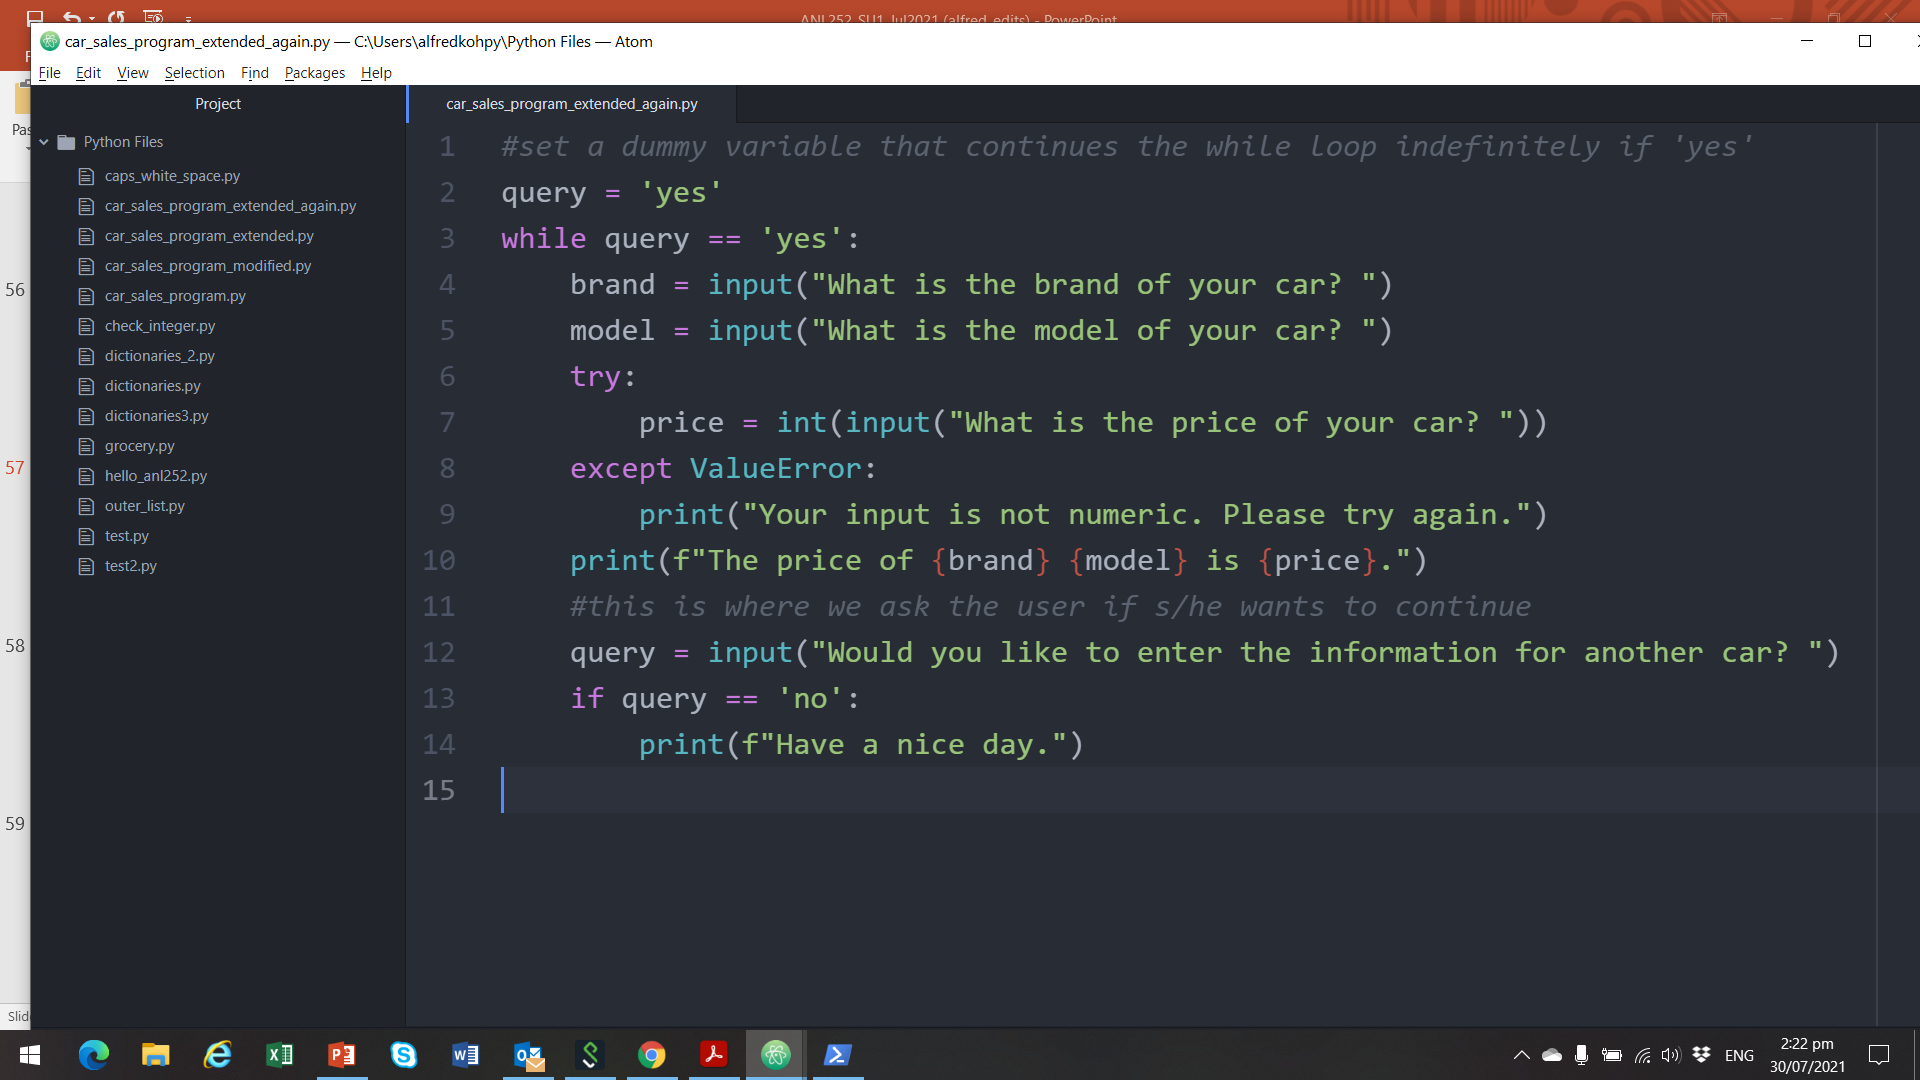 ANL252_SU1_Jul2021 (alfred_edits) - PowerPoint
car_sales_program_extended_again.py — C:\Users\alfredkohpy\Python Files — Atom
File Edit View Selection Find Packages Help
Project
car_sales_program_extended_again.py
Pas
Python Files
caps_white_space.py
car_sales_program_extended_again.py
car_sales_program_extended.py
car_sales_program_modified.py
car_sales_program.py
check_integer.py
dictionaries_2.py
dictionaries.py
dictionaries3.py
grocery.py
hello_anl252.py
outer_list.py
test.py
test2.py
56
57
58
59
Slid
1 #set a dummy variable that continues the while loop indefinitely if 'yes'
2 query = 'yes'
3 while query == 'yes':
4     brand = input("What is the brand of your car? ")
5     model = input("What is the model of your car? ")
6     try:
7         price = int(input("What is the price of your car? "))
8     except ValueError:
9         print("Your input is not numeric. Please try again.")
10     print(f"The price of {brand} {model} is {price}.")
11     #this is where we ask the user if s/he wants to continue
12     query = input("Would you like to enter the information for another car? ")
13     if query == 'no':
14         print(f"Have a nice day.")
15
ENG
2:22 pm
30/07/2021